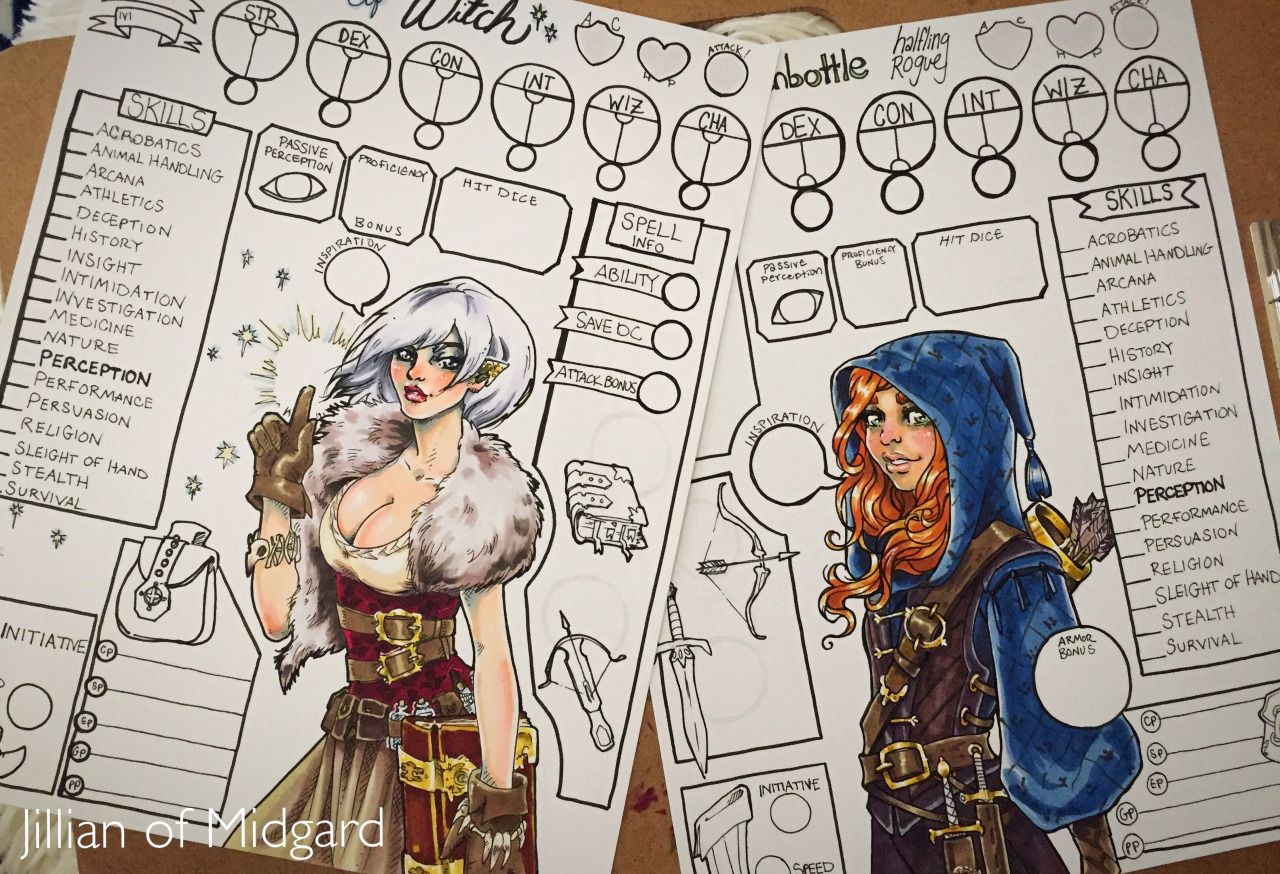 LVL
Witch
STR
DEX
CON
INT
WIZ
CHA
AC
HP
ATTACK!
SKILLS
ACROBATICS
ANIMAL HANDLING
ARCANA
ATHLETICS
DECEPTION
HISTORY
INSIGHT
INTIMIDATION
INVESTIGATION
MEDICINE
NATURE
PERCEPTION
PERFORMANCE
PERSUASION
RELIGION
SLEIGHT OF HAND
STEALTH
SURVIVAL
PASSIVE
PERCEPTION
PROFICIENCY
BONUS
HIT DICE
INSPIRATION
SPELL
INFO
ABILITY
SAVE DC
ATTACK BONUS
INITIATIVE
CP
SP
EP
GP
PP
nbottle
halfling
Rogue
AC
HP
ATTACK!
DEX
CON
INT
WIZ
CHA
PASSIVE
PERCEPTION
PROFICIENCY
BONUS
HIT DICE
INSPIRATION
SKILLS
ACROBATICS
ANIMAL HANDLING
ARCANA
ATHLETICS
DECEPTION
HISTORY
INSIGHT
INTIMIDATION
INVESTIGATION
MEDICINE
NATURE
PERCEPTION
PERFORMANCE
PERSUASION
RELIGION
SLEIGHT OF HAND
STEALTH
SURVIVAL
ARMOR
BONUS
INITIATIVE
SPEED
CP
SP
EP
GP
PP
Jillian of Midgard